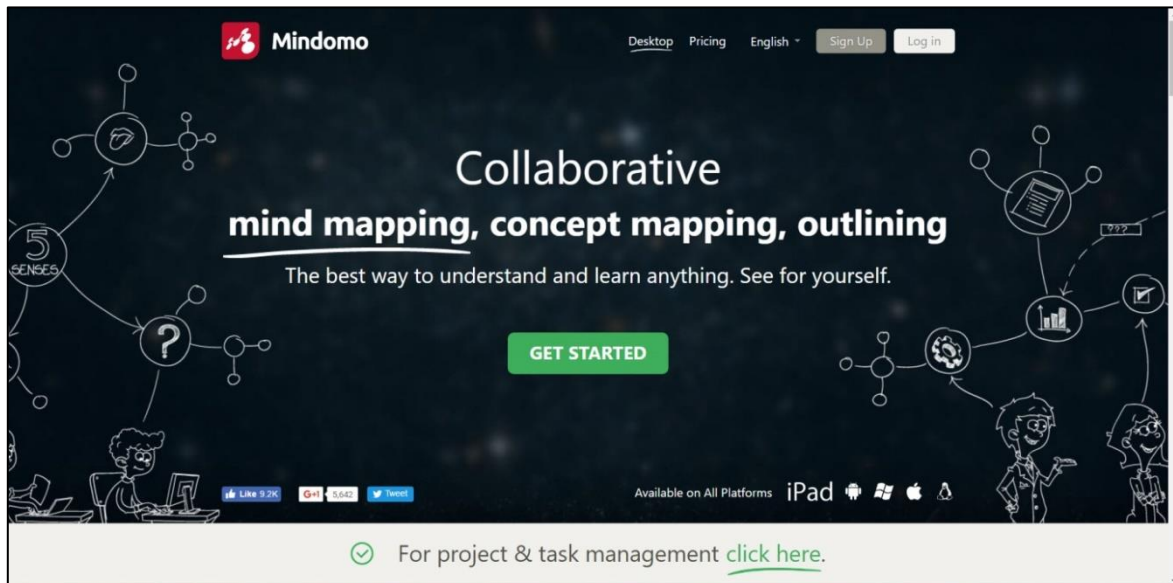 Mindomo
Desktop Pricing English Sign Up Log in
Collaborative
mind mapping, concept mapping, outlining
The best way to understand and learn anything. See for yourself.
GET STARTED
5
SENSES
?
???
Like 9.2K G+1 5,642 Tweet
Available on All Platforms iPad
For project & task management click here.